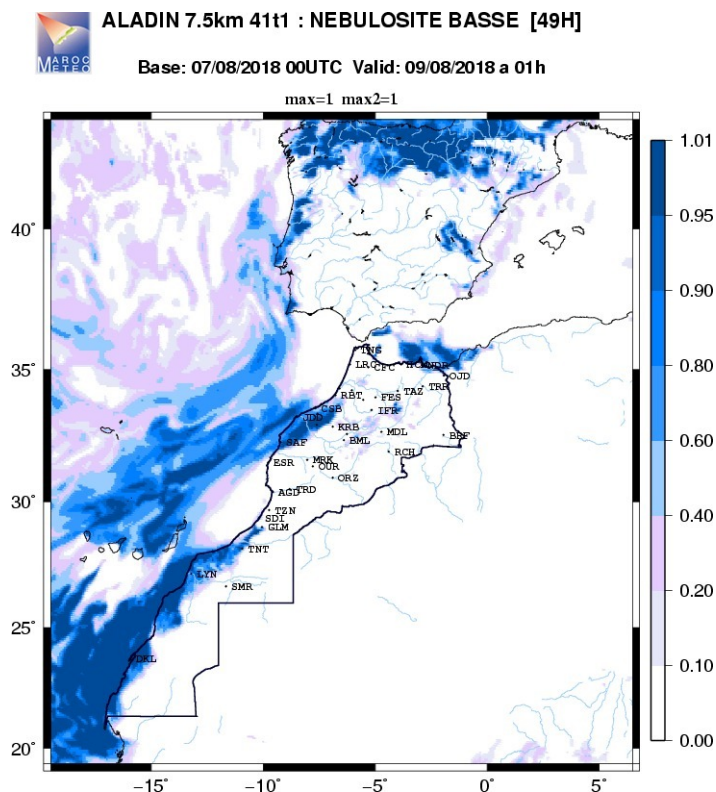 ALADIN 7.5km 41t1 : NEBULOSITE BASSE [49H]
MAROC
METEO
Base: 07/08/2018 00UTC Valid: 09/08/2018 a 01h
max=1 max2=1
1.01
0.95
0.90
0.80
0.60
0.40
0.20
0.10
0.00
40°
35°
30°
25°
20°
-15°
-10°
-5°
0°
5°
TNG
LRC
OJD
TRR
TAZ
RBT
FES
CSB
IFR
JDD
KRB
MDL
BRF
SAF
BML
RCH
ESR
MRK
OUR
ORZ
AGD
TRD
TZN
SDI
GLM
TNT
LYN
SMR
DKL